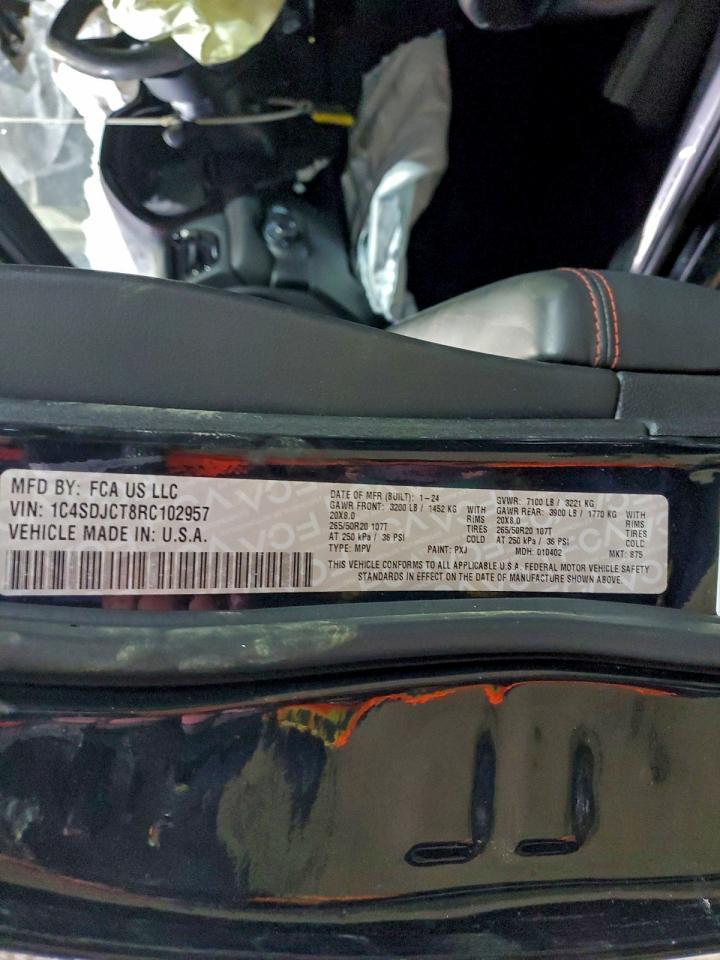 MFD BY: FCA US LLC
VIN: 1C4SDJCT8RC102957
VEHICLE MADE IN: U.S.A.
DATE OF MFR (BUILT): 1-24
GAWR FRONT: 3200 LB / 1452 KG WITH
20X8.0 RIMS
265/50R20 107T TIRES
AT 250 kPa / 36 PSI COLD
TYPE: MPV PAINT: PXJ
GVWR: 7100 LB / 3221 KG
GAWR REAR: 3900 LB / 1770 KG WITH
20X8.0 RIMS
265/50R20 107T TIRES
AT 250 kPa / 36 PSI COLD
MDH: 010402 MKT: 875
THIS VEHICLE CONFORMS TO ALL APPLICABLE U.S.A. FEDERAL MOTOR VEHICLE SAFETY
STANDARDS IN EFFECT ON THE DATE OF MANUFACTURE SHOWN ABOVE.